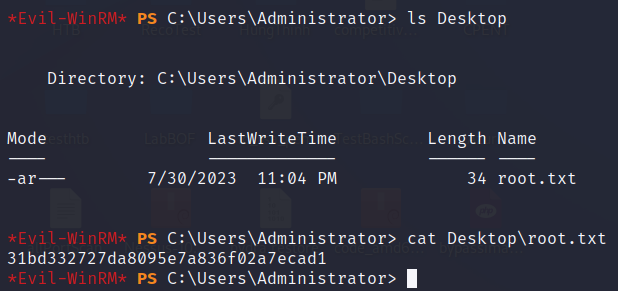 *Evil-WinRM* PS C:\Users\Administrator> ls Desktop
Directory: C:\Users\Administrator\Desktop
Mode LastWriteTime Length Name
---- ------------- ------ ----
-ar--- 7/30/2023 11:04 PM 34 root.txt
*Evil-WinRM* PS C:\Users\Administrator> cat Desktop\root.txt
31bd332727da8095e7a836f02a7ecad1
*Evil-WinRM* PS C:\Users\Administrator>